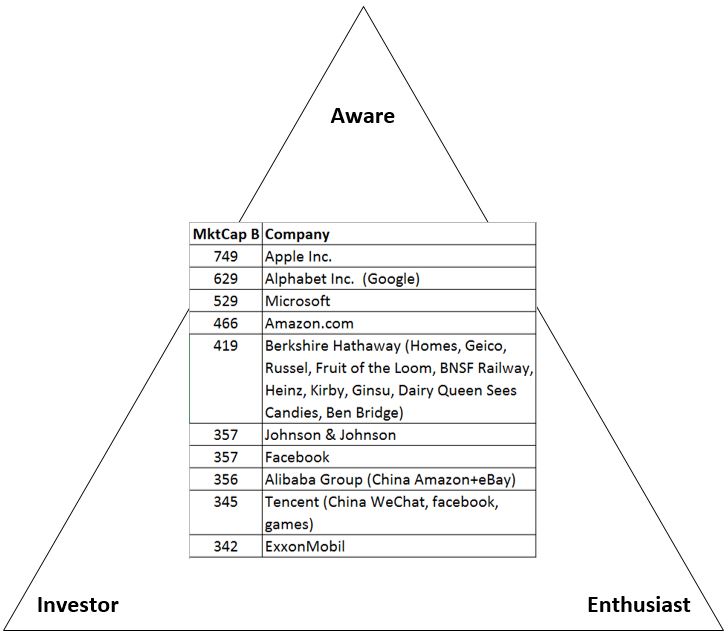 Aware
MktCap B Company
749 Apple Inc.
629 Alphabet Inc. (Google)
529 Microsoft
466 Amazon.com
419 Berkshire Hathaway (Homes, Geico,
Russel, Fruit of the Loom, BNSF Railway,
Heinz, Kirby, Ginsu, Dairy Queen Sees
Candies, Ben Bridge)
357 Johnson & Johnson
357 Facebook
356 Alibaba Group (China Amazon+eBay)
345 Tencent (China WeChat, facebook,
games)
342 ExxonMobil
Investor Enthusiast